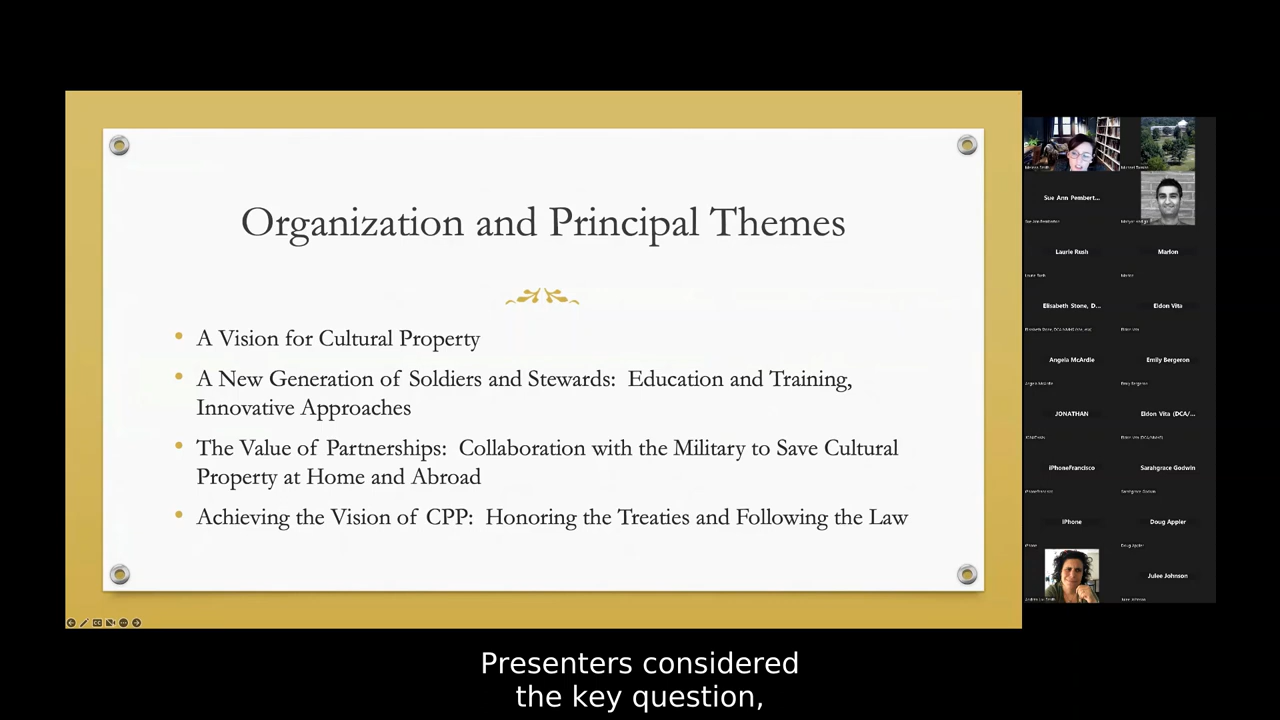 Organization and Principal Themes
A Vision for Cultural Property
A New Generation of Soldiers and Stewards: Education and Training,
Innovative Approaches
The Value of Partnerships: Collaboration with the Military to Save Cultural
Property at Home and Abroad
Achieving the Vision of CPP: Honoring the Treaties and Following the Law
Sue Ann Pembert...
Laurie Rush
Marlon
Elisabeth Stone, D...
Eldon Vita
Angela McArdle
Emily Bergeron
JONATHAN
Eldon Vita (DCA/...
iPhoneFrancisco
Sarahgrace Godwin
iPhone
Doug Appler
Julee Johnson
Presenters considered
the key question,